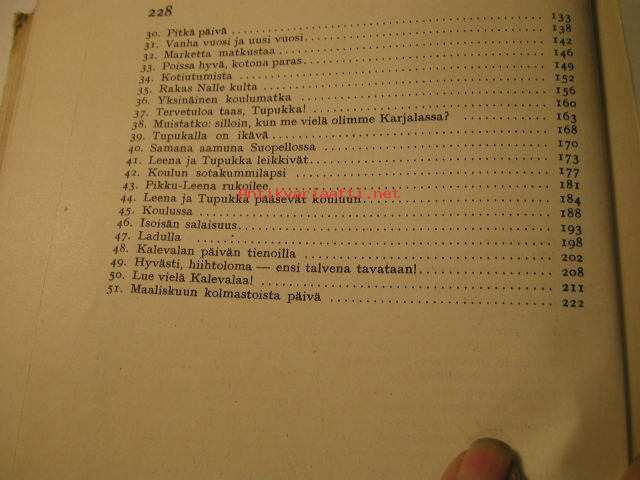 228
30. Pitkä päivä 133
31. Vanha vuosi ja uusi vuosi 138
32. Marketta matkustaa 142
33. Poissa hyvä, kotona paras 146
34. Kotiutumista 149
35. Rakas Nalle kulta 152
36. Yksinäinen koulumatka 156
37. Tervetuloa taas, Tupukka! 160
38. Muistatko: silloin, kun me vielä olimme Karjalassa? 163
39. Tupukalla on ikävä 168
40. Samana aamuna Suopellossa 170
41. Leena ja Tupukka leikkivät 173
42. Koulun sotakummilapsi 177
43. Pikku-Leena rukoilee 181
antikvariaatti.net
44. Leena ja Tupukka pääsevät kouluun 184
45. Koulussa 188
46. Isoisän salaisuus 193
47. Ladulla 198
48. Kalevalan päivän tienoilla 202
49. Hyvästi, hiihtoloma — ensi talvena tavataan! 208
50. Lue vielä Kalevalaa! 211
51. Maaliskuun kolmastoista päivä 222